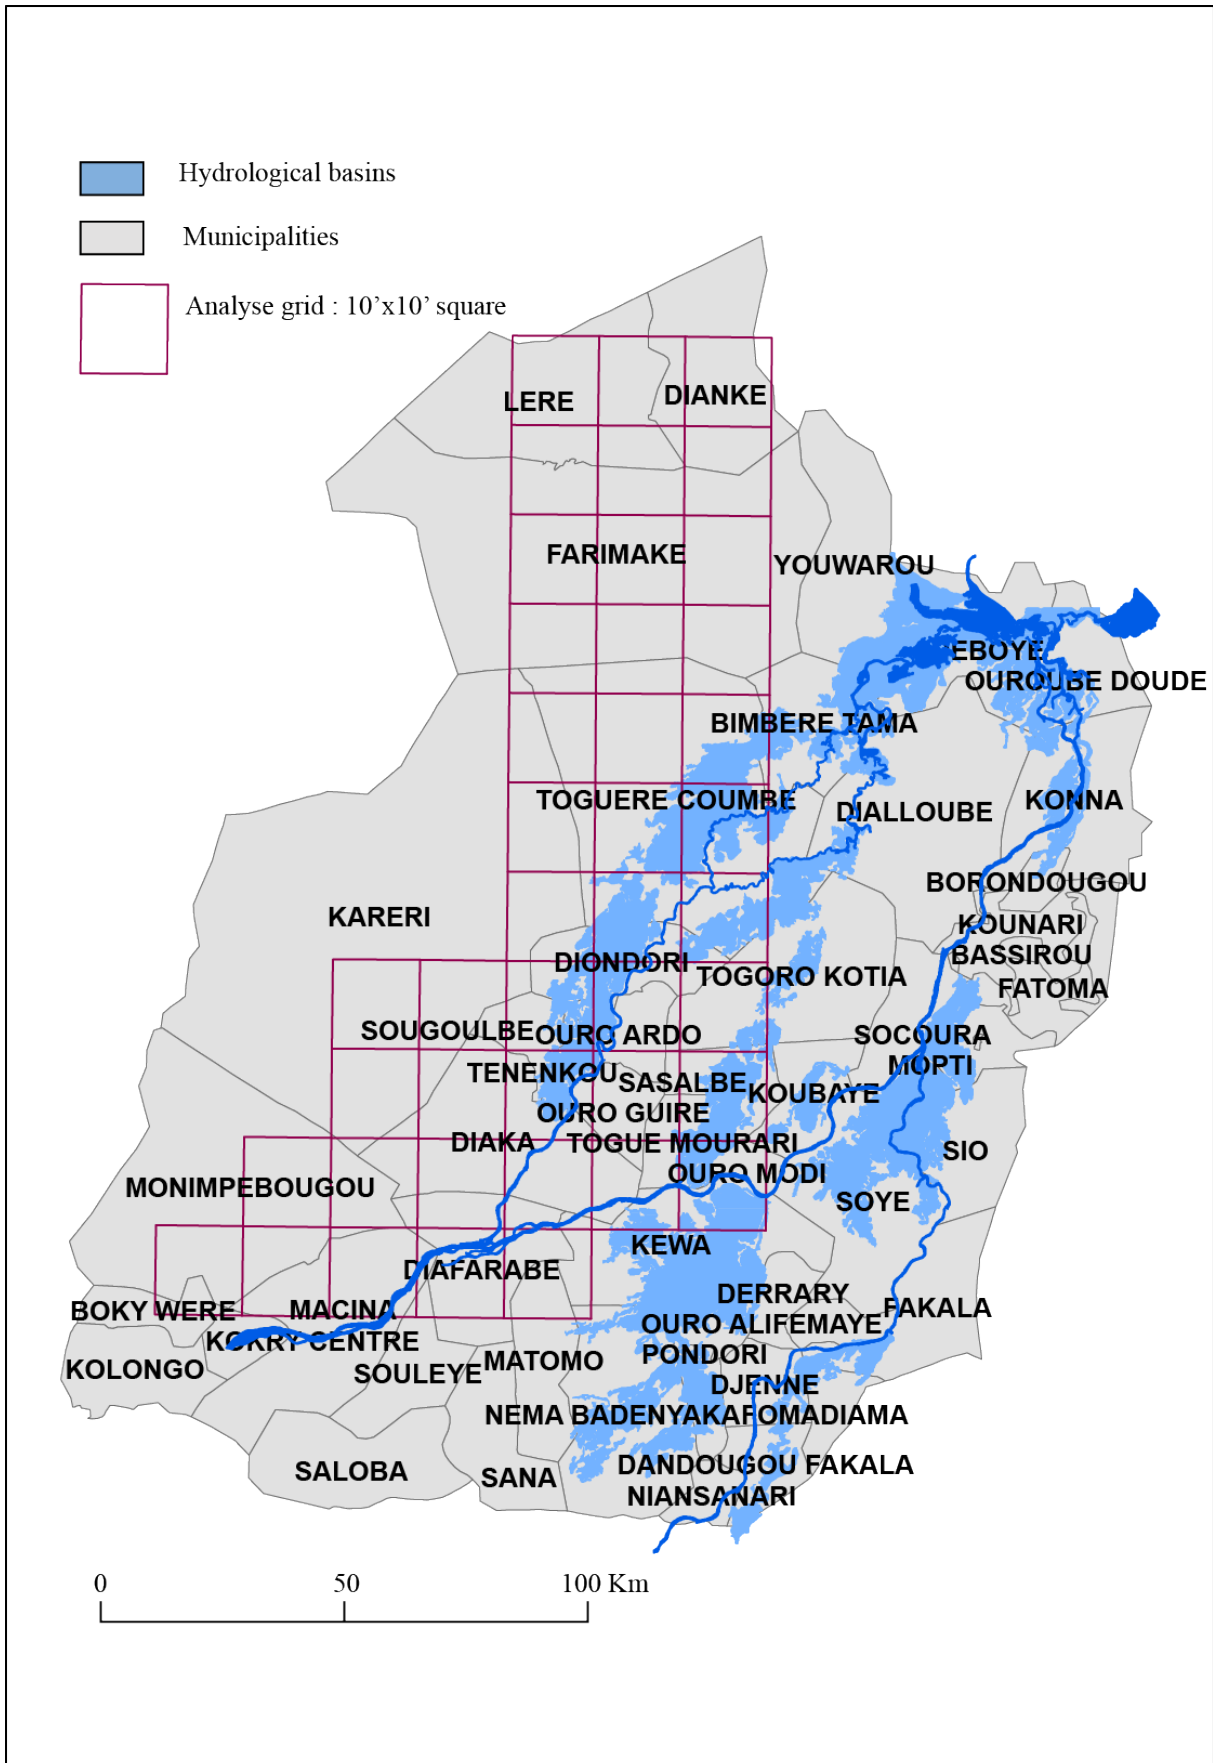 Hydrological basins
Municipalities
Analyse grid : 10’x10’ square
LERE
DIANKE
FARIMAKE
YOUWAROU
EBOYE
OUROUBE DOUDE
BIMBERE TAMA
TOGUERE COUMBE
DIALLOUBE
KONNA
BORONDOUGOU
KARERI
KOUNARI
BASSIROU
DIONDORI
TOGORO KOTIA
FATOMA
SOUGOULBE
OURO ARDO
SOCOURA
MOPTI
TENENKOU
SASALBE
KOUBAYE
OURO GUIRE
DIAKA
TOGUE MOURARI
SIO
OURO MODI
MONIMPEBOUGOU
SOYE
KEWA
DIAFARABE
DERRARY
BOKY WERE
MACINA
FAKALA
OURO ALIFEMAYE
KOKRY CENTRE
PONDORI
KOLONGO
SOULEYE
MATOMO
DJENNE
NEMA BADENYAKAFOMADIAMA
DANDOUGOU FAKALA
SALOBA
SANA
NIANSANARI
0 50 100 Km